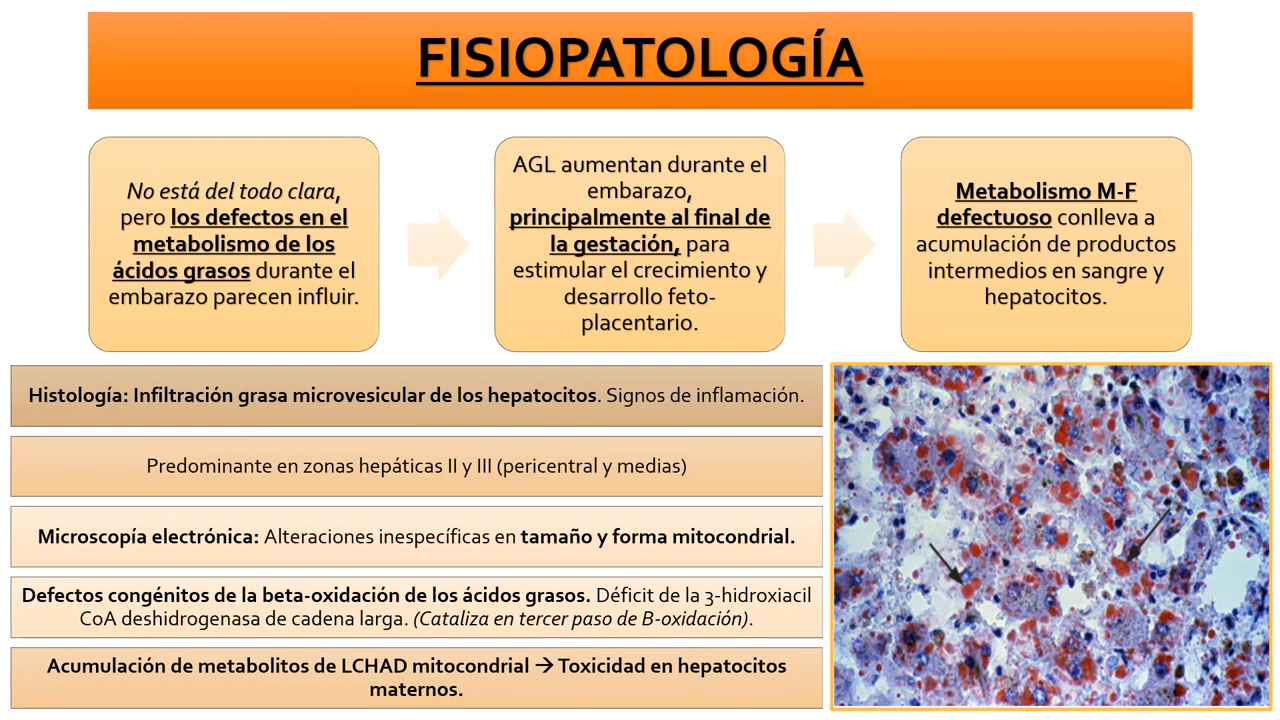 FISIOPATOLOGÍA
No está del todo clara,
pero los defectos en el
metabolismo de los
ácidos grasos durante el
embarazo parecen influir.
AGL aumentan durante el
embarazo,
principalmente al final de
la gestación, para
estimular el crecimiento y
desarrollo feto-
placentario.
Metabolismo M-F
defectuoso conlleva a
acumulación de productos
intermedios en sangre y
hepatocitos.
Histología: Infiltración grasa microvesicular de los hepatocitos. Signos de inflamación.
Predominante en zonas hepáticas II y III (pericentral y medias)
Microscopía electrónica: Alteraciones inespecíficas en tamaño y forma mitocondrial.
Defectos congénitos de la beta-oxidación de los ácidos grasos. Déficit de la 3-hidroxiacil
CoA deshidrogenasa de cadena larga. (Cataliza en tercer paso de B-oxidación).
Acumulación de metabolitos de LCHAD mitocondrial → Toxicidad en hepatocitos
maternos.